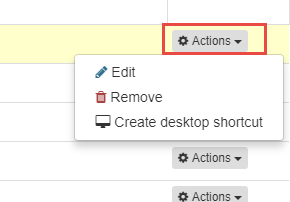 Actions
Edit
Remove
Create desktop shortcut
Actions
Actions